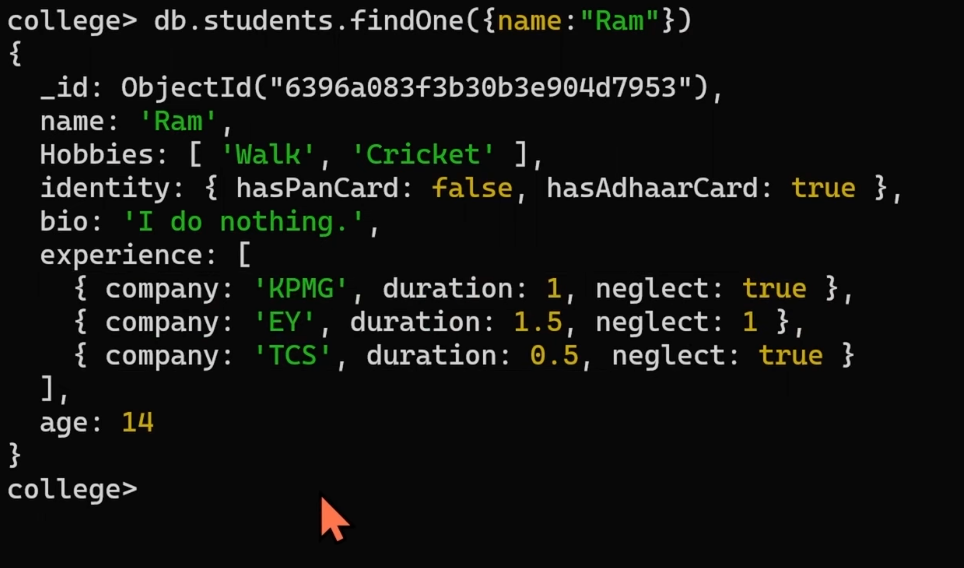 college> db.students.findOne({name:"Ram"})
{
  _id: ObjectId("6396a083f3b30b3e904d7953"),
  name: 'Ram',
  Hobbies: [ 'Walk', 'Cricket' ],
  identity: { hasPanCard: false, hasAdhaarCard: true },
  bio: 'I do nothing.',
  experience: [
    { company: 'KPMG', duration: 1, neglect: true },
    { company: 'EY', duration: 1.5, neglect: 1 },
    { company: 'TCS', duration: 0.5, neglect: true }
  ],
  age: 14
}
college>